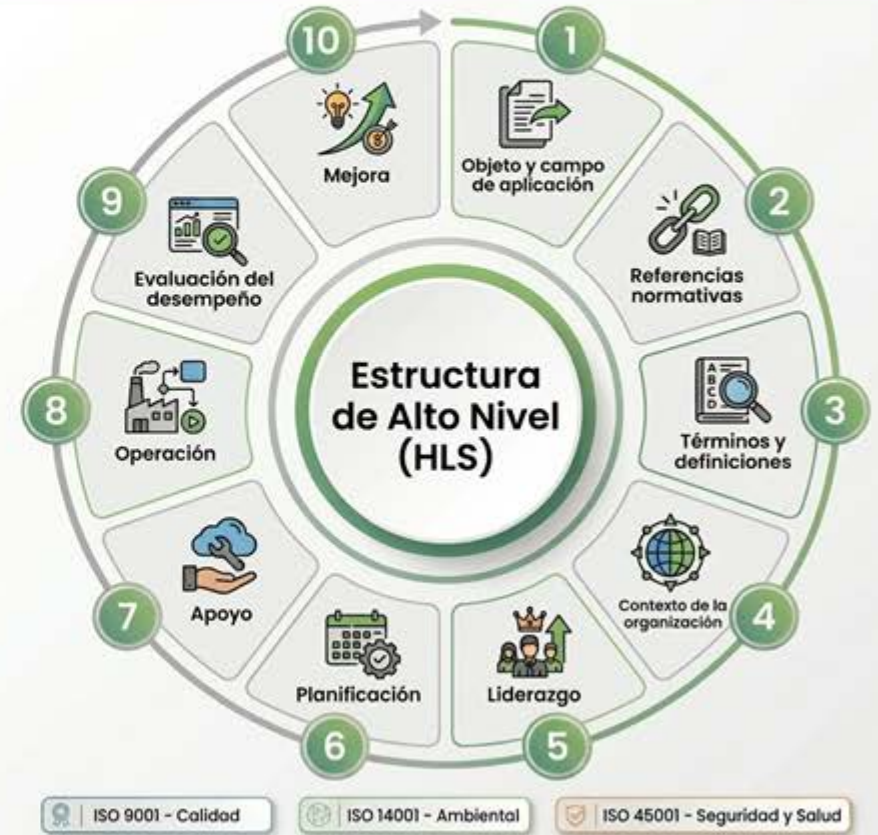 10
1
Mejora
Objeto y campo
de aplicación
9
2
Evaluación del
desempeño
Referencias
normativas
Estructura
de Alto Nivel
(HLS)
8
3
Operación
A
B
C
D
Términos y
definiciones
7
4
Apoyo
Contexto de la
organización
Planificación
Liderazgo
6
5
ISO 9001 - Calidad
ISO 14001 - Ambiental
ISO 45001 - Seguridad y Salud